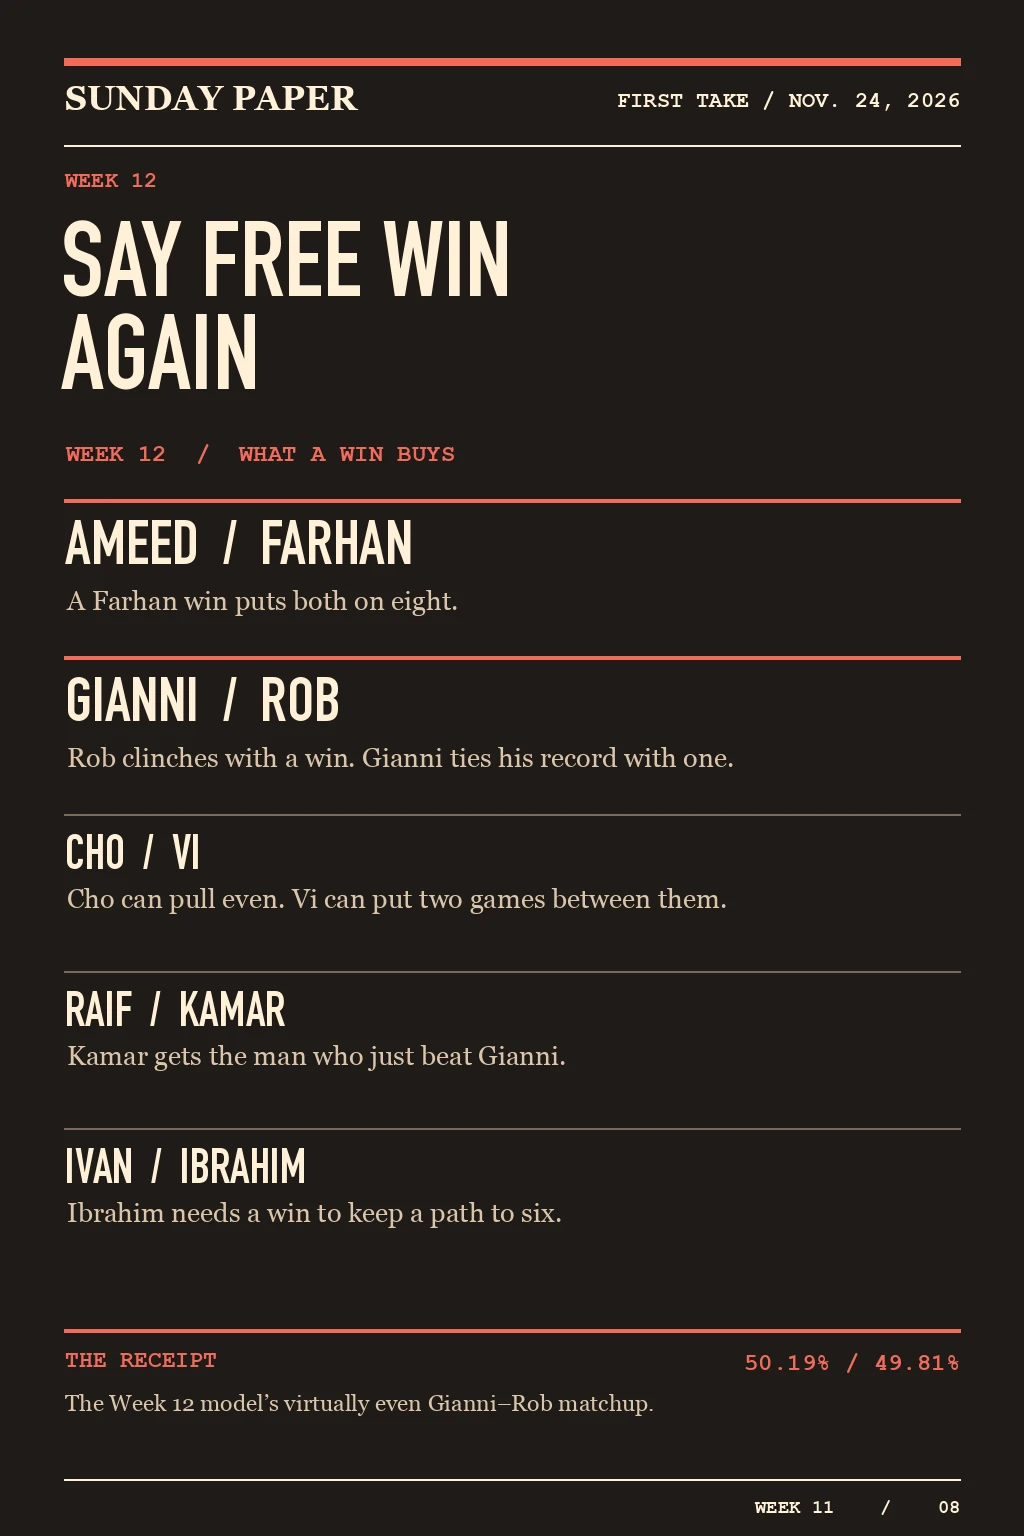 SUNDAY PAPER
FIRST TAKE / NOV. 24, 2026
WEEK 12
SAY FREE WIN
AGAIN
WEEK 12 / WHAT A WIN BUYS
AMEED / FARHAN
A Farhan win puts both on eight.
GIANNI / ROB
Rob clinches with a win. Gianni ties his record with one.
CHO / VI
Cho can pull even. Vi can put two games between them.
RAIF / KAMAR
Kamar gets the man who just beat Gianni.
IVAN / IBRAHIM
Ibrahim needs a win to keep a path to six.
THE RECEIPT
50.19% / 49.81%
The Week 12 model’s virtually even Gianni–Rob matchup.
WEEK 11 / 08